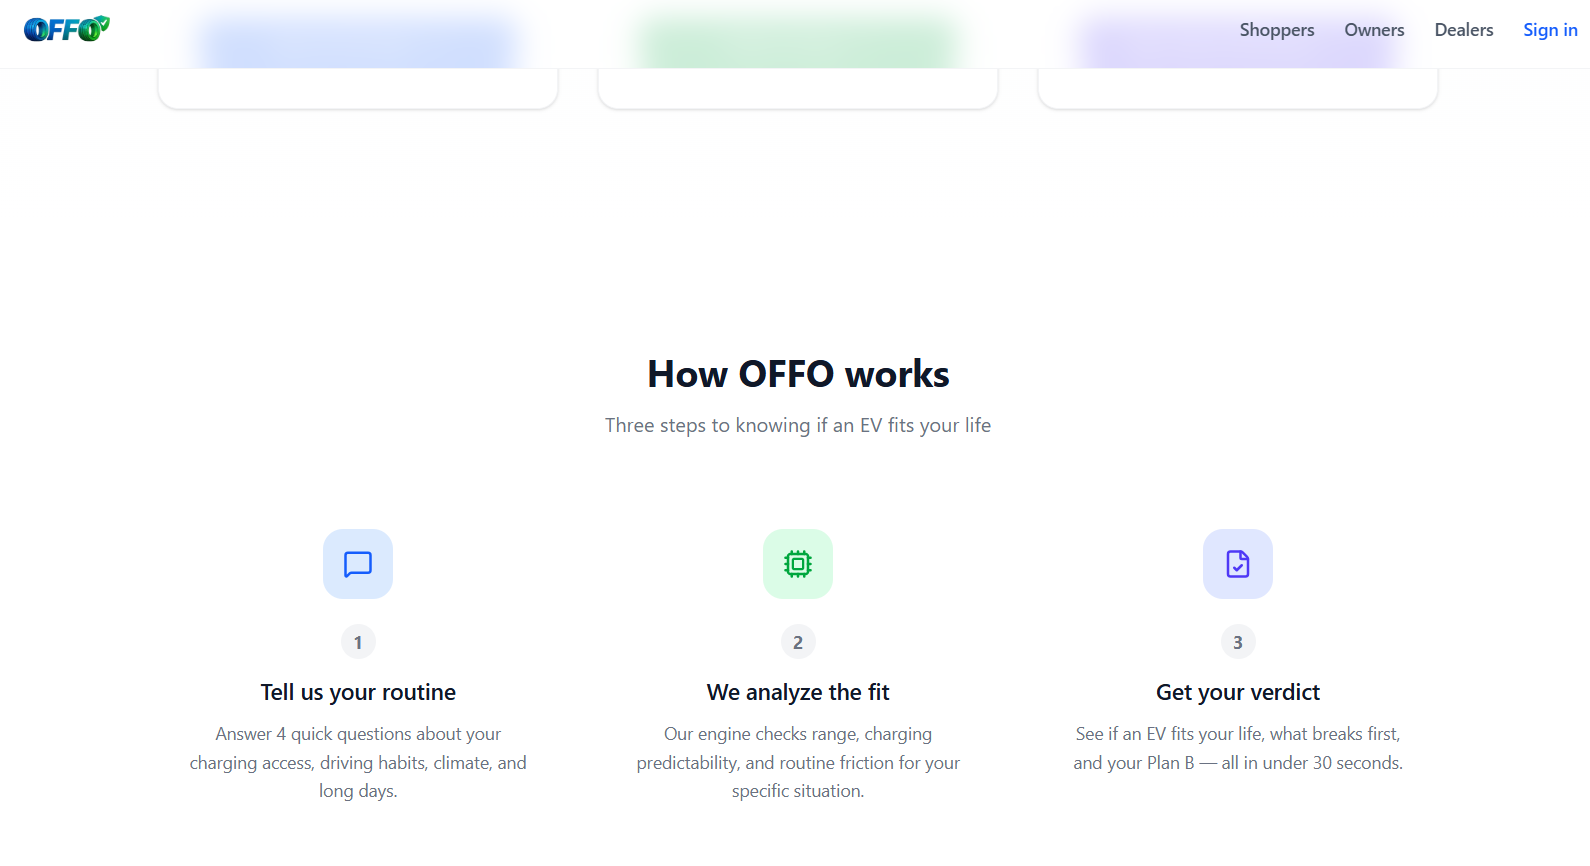 OFFO
Shoppers
Owners
Dealers
Sign in
How OFFO works
Three steps to knowing if an EV fits your life
1
Tell us your routine
Answer 4 quick questions about your
charging access, driving habits, climate, and
long days.
2
We analyze the fit
Our engine checks range, charging
predictability, and routine friction for your
specific situation.
3
Get your verdict
See if an EV fits your life, what breaks first,
and your Plan B — all in under 30 seconds.